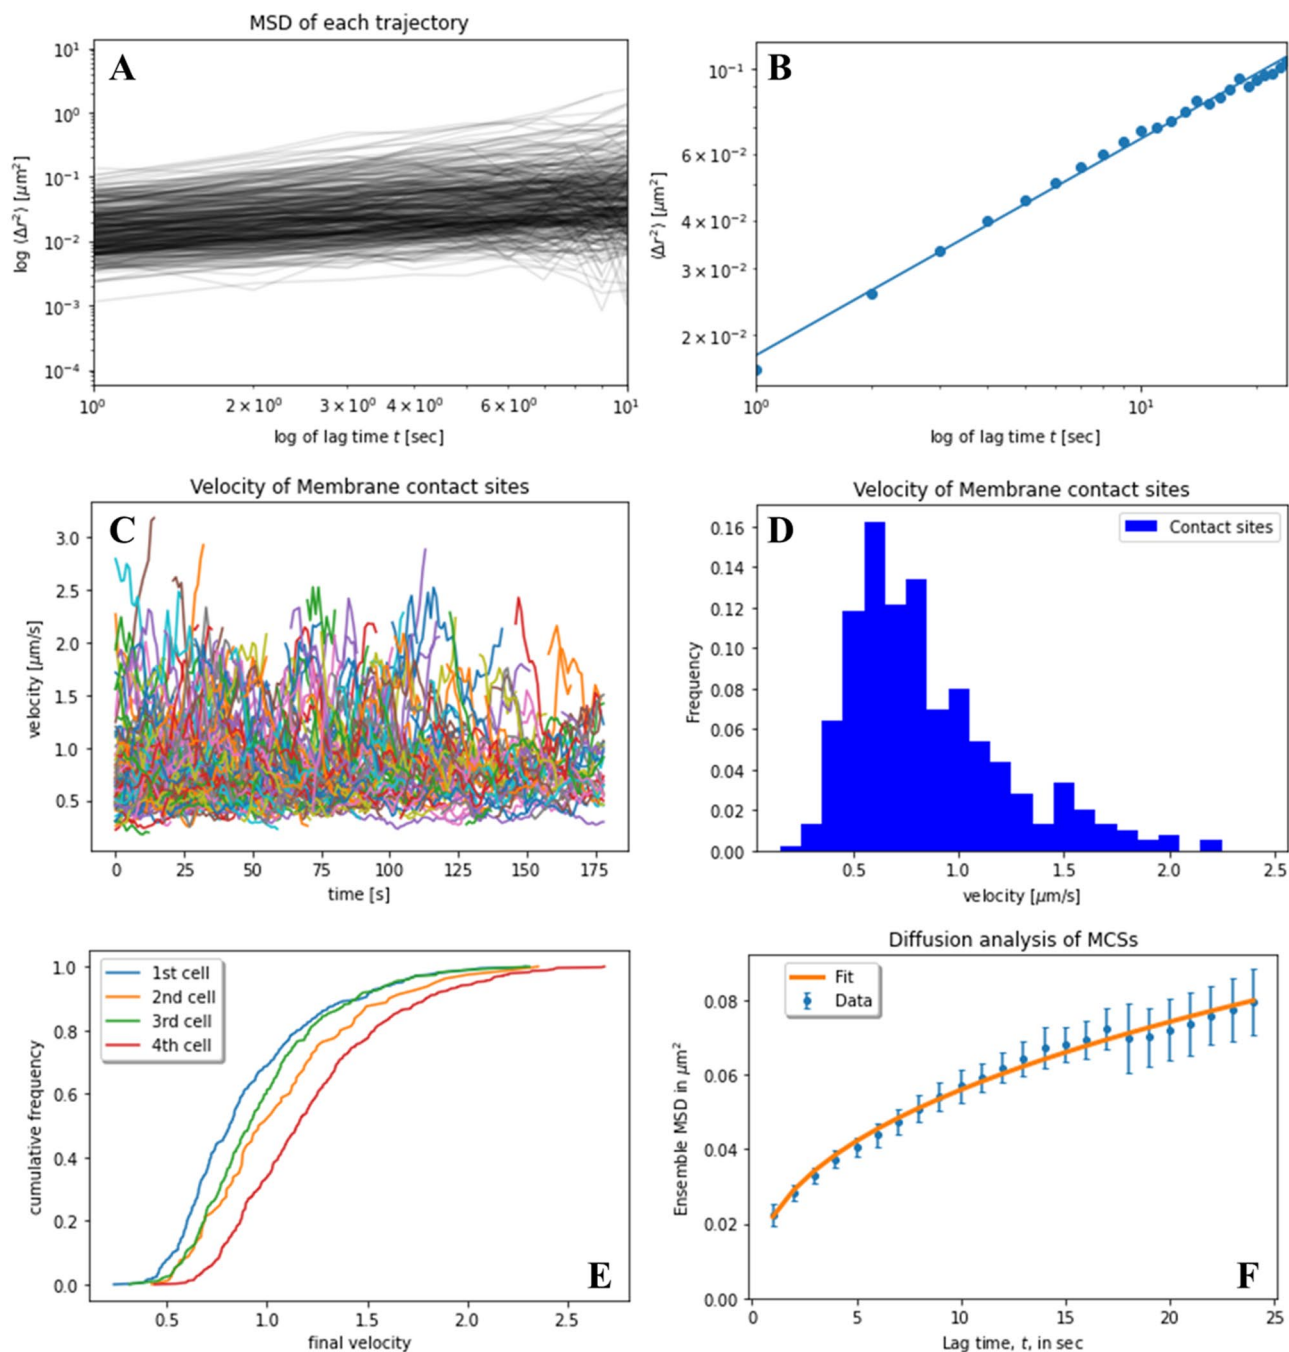 MSD of each trajectory
A
10¹
10⁰
10⁻¹
10⁻²
10⁻³
10⁻⁴
log ⟨Δr²⟩ [μm²]
10⁰
2 × 10⁰
3 × 10⁰
4 × 10⁰
6 × 10⁰
10¹
log of lag time t [sec]
B
10⁻¹
6 × 10⁻²
4 × 10⁻²
3 × 10⁻²
2 × 10⁻²
⟨Δr²⟩ [μm²]
10⁰
10¹
log of lag time t [sec]
Velocity of Membrane contact sites
C
3.0
2.5
2.0
1.5
1.0
0.5
velocity [μm/s]
0
25
50
75
100
125
150
175
time [s]
Velocity of Membrane contact sites
D
Contact sites
0.16
0.14
0.12
0.10
0.08
0.06
0.04
0.02
0.00
Frequency
0.5
1.0
1.5
2.0
2.5
velocity [μm/s]
1st cell
2nd cell
3rd cell
4th cell
1.0
0.8
0.6
0.4
0.2
0.0
cumulative frequency
E
0.5
1.0
1.5
2.0
2.5
final velocity
Diffusion analysis of MCSs
Fit
Data
0.08
0.06
0.04
0.02
0.00
Ensemble MSD in μm²
F
0
5
10
15
20
25
Lag time, t, in sec